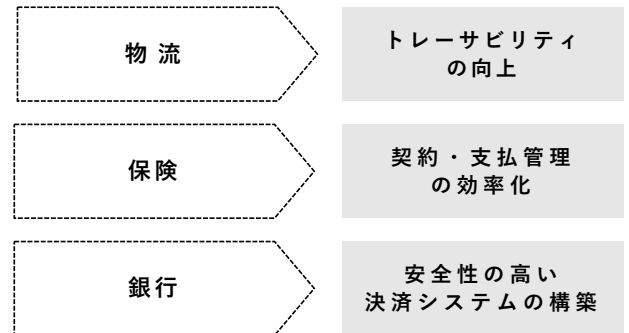 物流
トレーサビリティ
の向上
保険
契約・支払管理
の効率化
銀行
安全性の高い
決済システムの構築